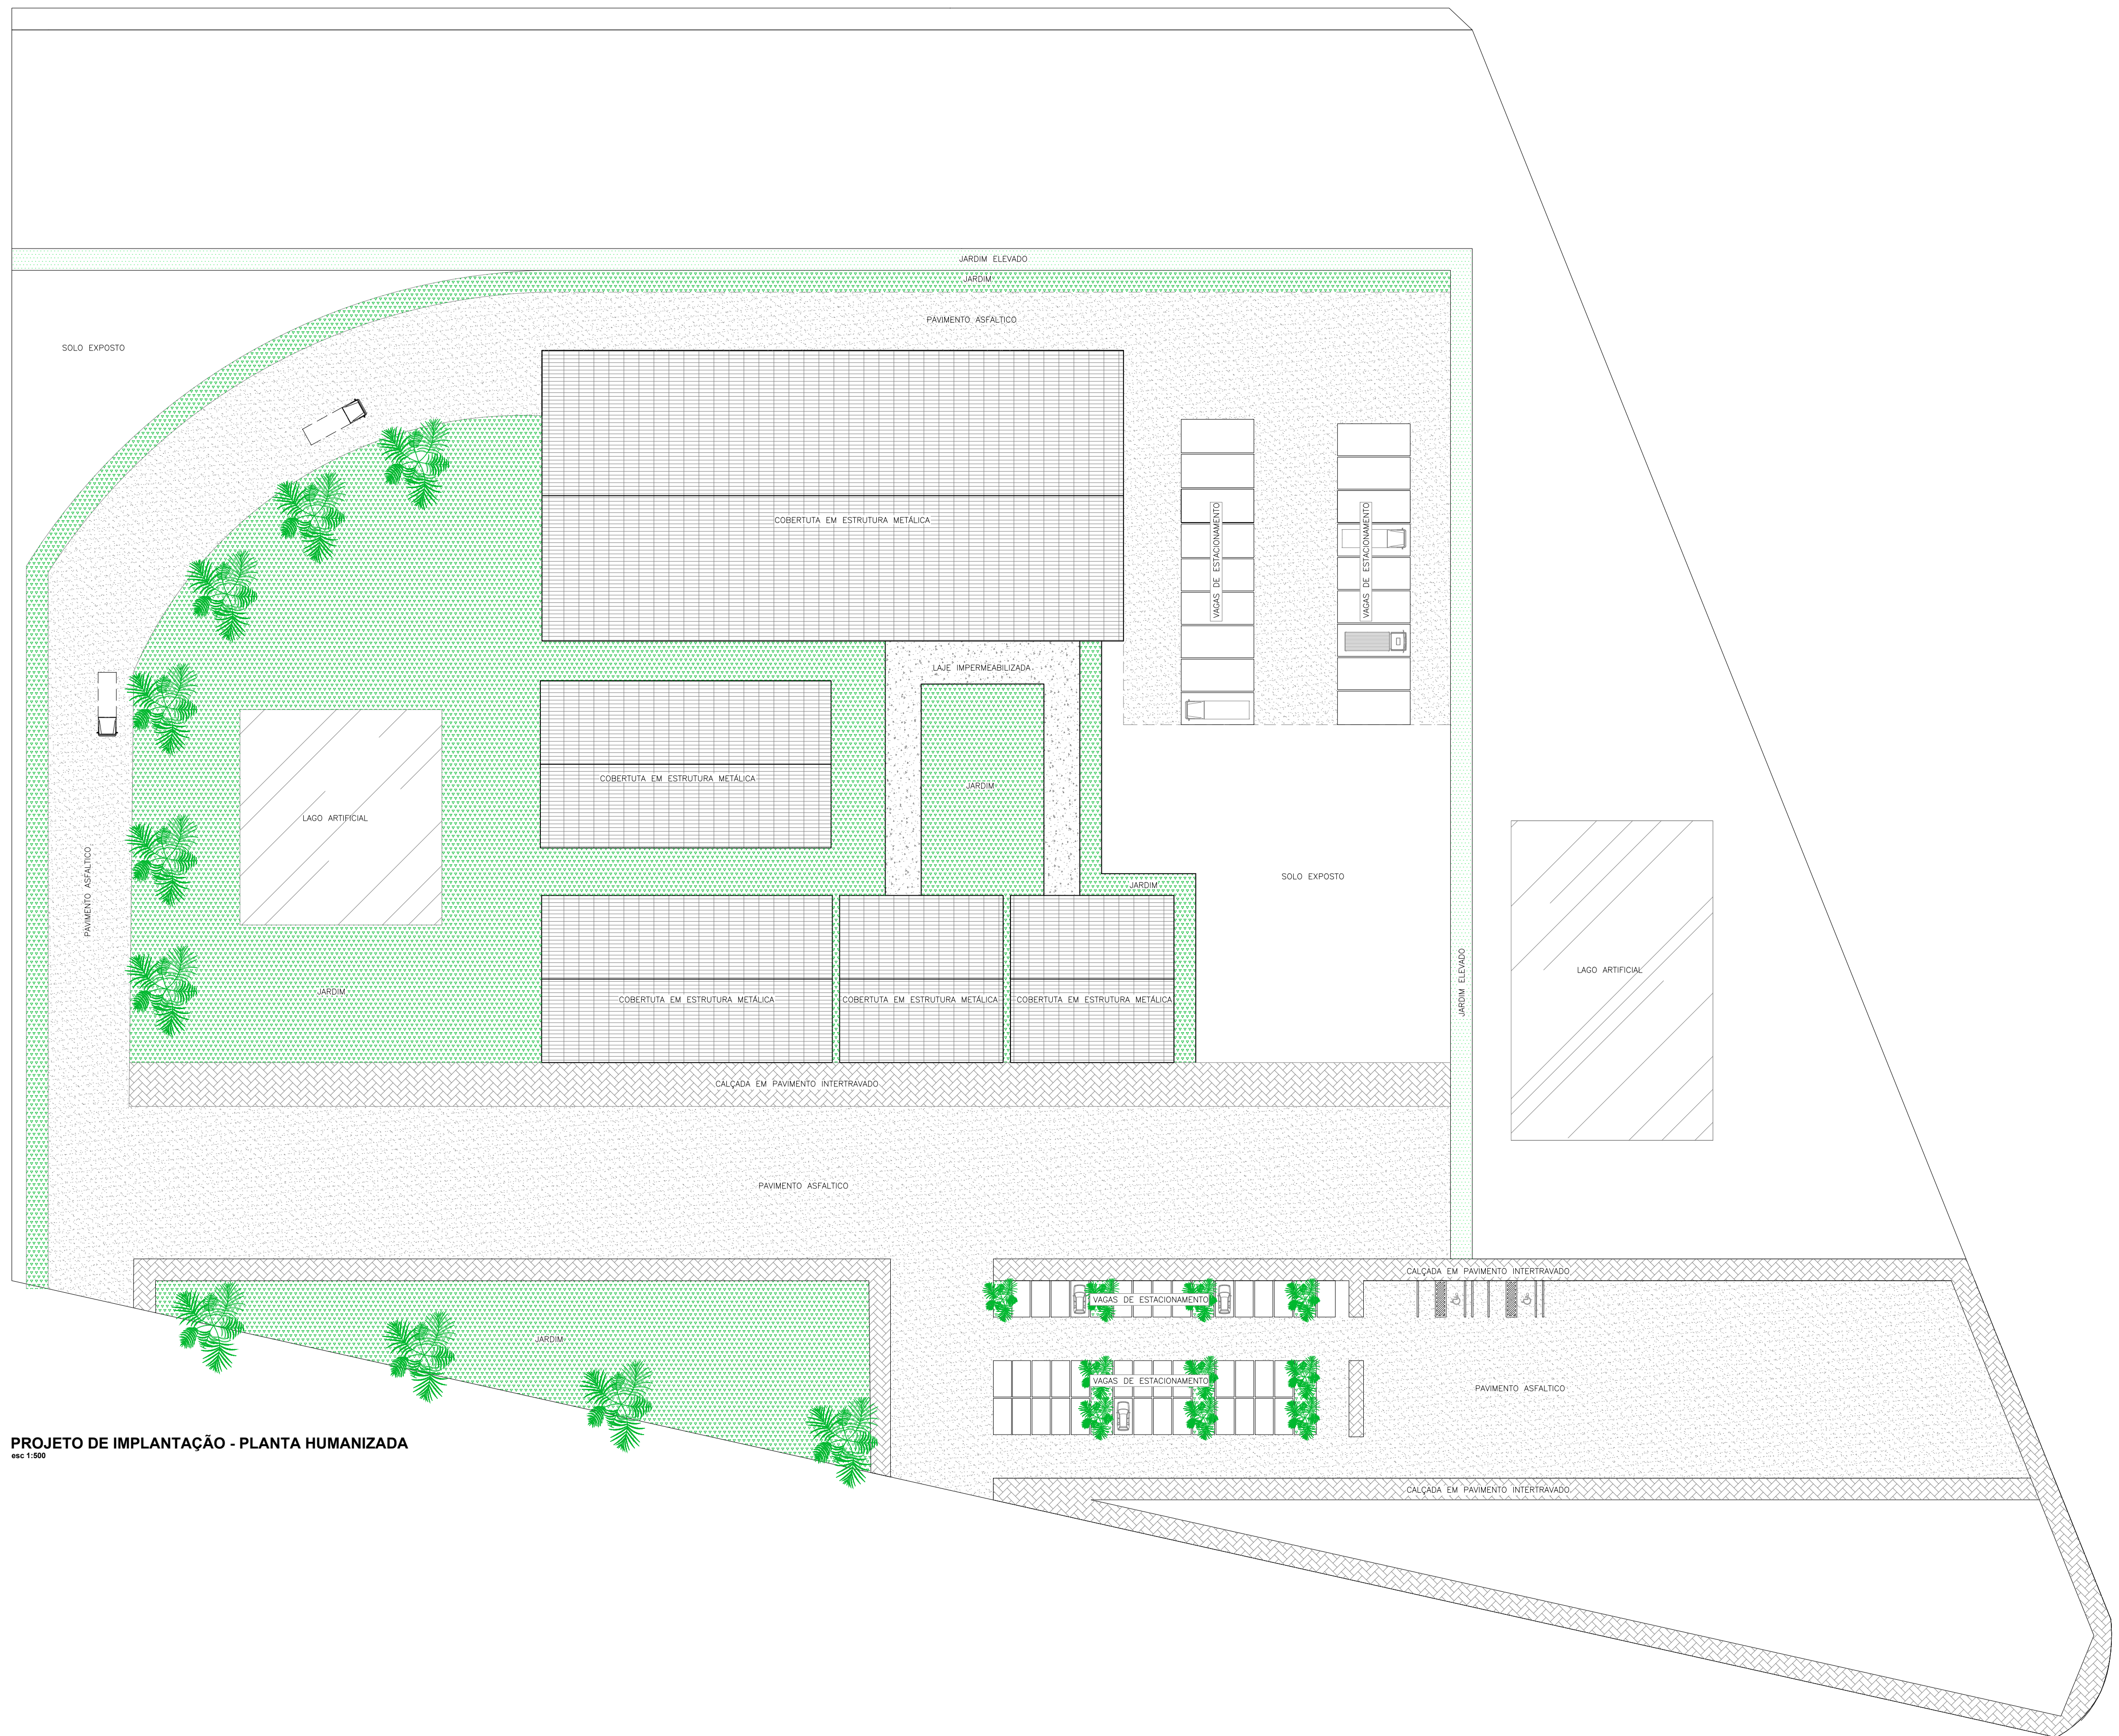 JARDIM ELEVADO
JARDIM
PAVIMENTO ASFALTICO
SOLO EXPOSTO
COBERTUTA EM ESTRUTURA METÁLICA
VAGAS DE ESTACIONAMENTO
VAGAS DE ESTACIONAMENTO
LAJE IMPERMEABILIZADA
COBERTUTA EM ESTRUTURA METÁLICA
JARDIM
LAGO ARTIFICIAL
PAVIMENTO ASFALTICO
SOLO EXPOSTO
JARDIM
LAGO ARTIFICIAL
JARDIM ELEVADO
JARDIM
COBERTUTA EM ESTRUTURA METÁLICA
COBERTUTA EM ESTRUTURA METÁLICA
COBERTUTA EM ESTRUTURA METÁLICA
CALÇADA EM PAVIMENTO INTERTRAVADO
PAVIMENTO ASFALTICO
CALÇADA EM PAVIMENTO INTERTRAVADO
VAGAS DE ESTACIONAMENTO
JARDIM
VAGAS DE ESTACIONAMENTO
PAVIMENTO ASFALTICO
PROJETO DE IMPLANTAÇÃO - PLANTA HUMANIZADA
esc 1:500
CALÇADA EM PAVIMENTO INTERTRAVADO